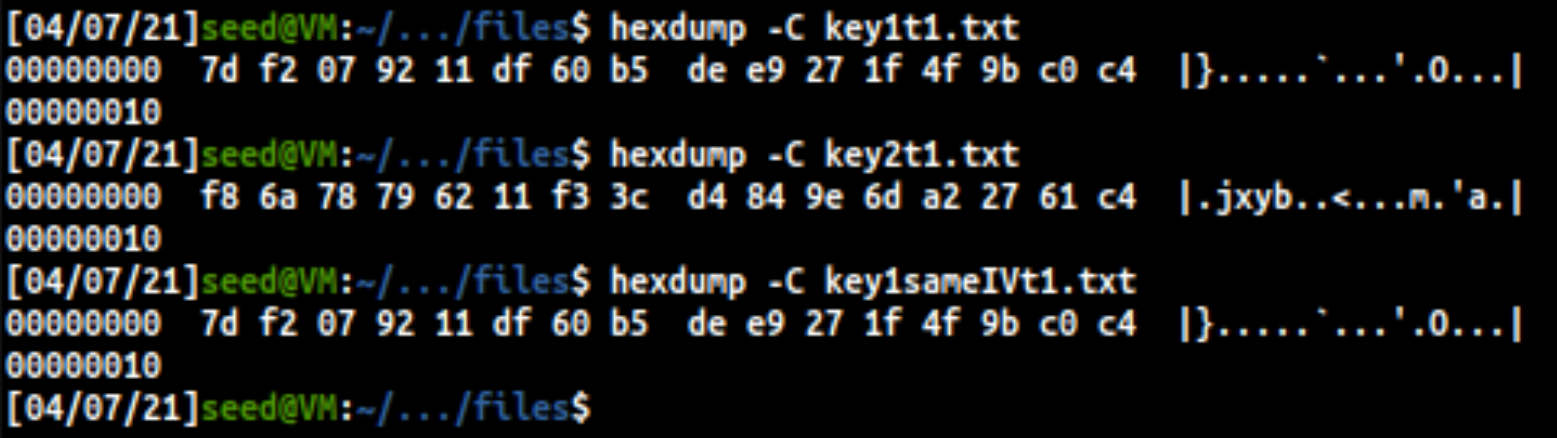 [04/07/21]seed@VM:~/.../files$ hexdump -C key1t1.txt
00000000  7d f2 07 92 11 df 60 b5  de e9 27 1f 4f 9b c0 c4  |}.....`...'.O...|
00000010
[04/07/21]seed@VM:~/.../files$ hexdump -C key2t1.txt
00000000  f8 6a 78 79 62 11 f3 3c  d4 84 9e 6d a2 27 61 c4  |.jxyb..<...m.'a.|
00000010
[04/07/21]seed@VM:~/.../files$ hexdump -C key1sameIVt1.txt
00000000  7d f2 07 92 11 df 60 b5  de e9 27 1f 4f 9b c0 c4  |}.....`...'.O...|
00000010
[04/07/21]seed@VM:~/.../files$